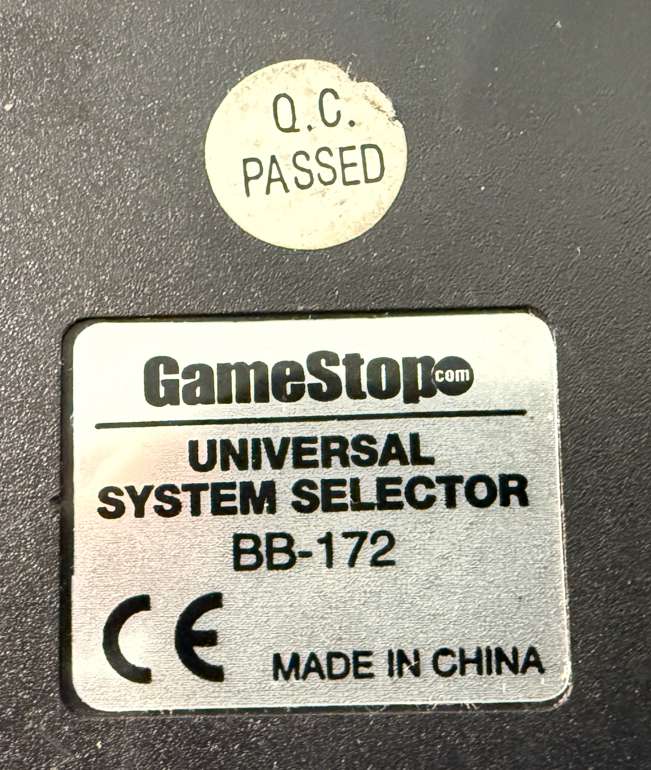 Q.C.
PASSED
GameStop.com
UNIVERSAL
SYSTEM SELECTOR
BB-172
CE MADE IN CHINA